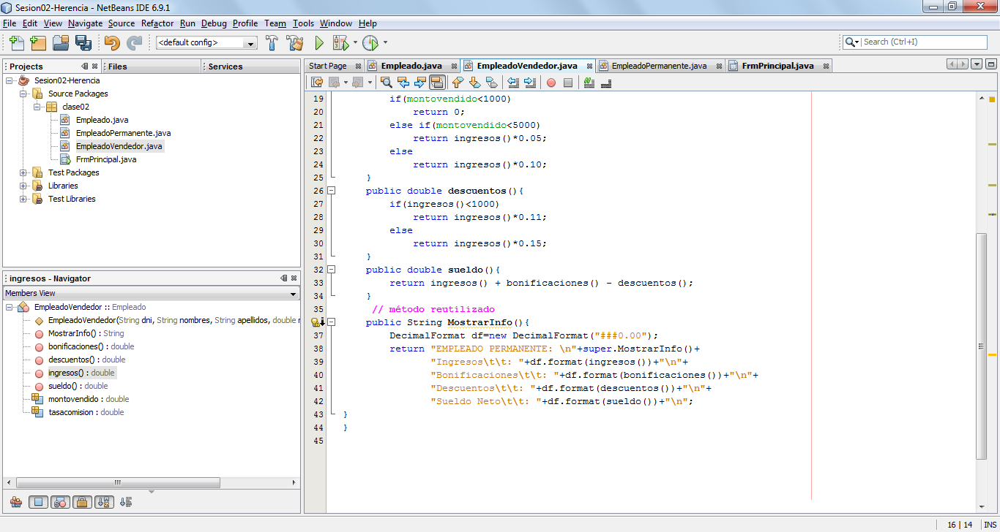 Sesion02-Herencia - NetBeans IDE 6.9.1
File Edit View Navigate Source Refactor Run Debug Profile Team Tools Window Help
<default config>
Search (Ctrl+I)
Projects
Files
Services
Sesion02-Herencia
Source Packages
clase02
Empleado.java
EmpleadoPermanente.java
EmpleadoVendedor.java
FrmPrincipal.java
Test Packages
Libraries
Test Libraries
ingresos - Navigator
Members View
EmpleadoVendedor :: Empleado
EmpleadoVendedor(String dni, String nombres, String apellidos, double r
MostrarInfo() : String
bonificaciones() : double
descuentos() : double
ingresos() : double
sueldo() : double
montovendido : double
tasacomision : double
Start Page Empleado.java EmpleadoVendedor.java EmpleadoPermanente.java FrmPrincipal.java
19 if(montovendido<1000)
20 return 0;
21 else if(montovendido<5000)
22 return ingresos()*0.05;
23 else
24 return ingresos()*0.10;
25 }
26 public double descuentos(){
27 if(ingresos()<1000)
28 return ingresos()*0.11;
29 else
30 return ingresos()*0.15;
31 }
32 public double sueldo(){
33 return ingresos() + bonificaciones() - descuentos();
34 }
35 // método reutilizado
public String MostrarInfo(){
37 DecimalFormat df=new DecimalFormat("###0.00");
38 return "EMPLEADO PERMANENTE: \n"+super.MostrarInfo()+
39 "Ingresos\t\t: "+df.format(ingresos())+"\n"+
40 "Bonificaciones\t\t: "+df.format(bonificaciones())+"\n"+
41 "Descuentos\t\t: "+df.format(descuentos())+"\n"+
42 "Sueldo Neto\t\t: "+df.format(sueldo())+"\n";
43 }
44 }
45
16 | 14 INS